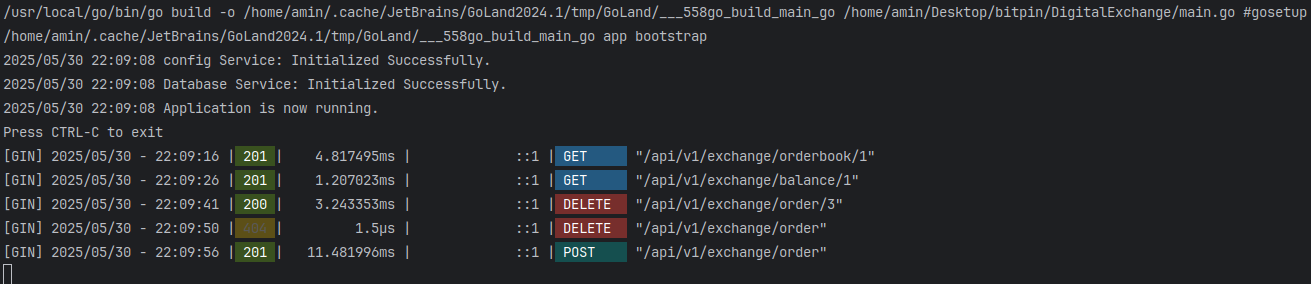 /usr/local/go/bin/go build -o /home/amin/.cache/JetBrains/GoLand2024.1/tmp/GoLand/___558go_build_main_go /home/amin/Desktop/bitpin/DigitalExchange/main.go #gosetup
/home/amin/.cache/JetBrains/GoLand2024.1/tmp/GoLand/___558go_build_main_go app bootstrap
2025/05/30 22:09:08 config Service: Initialized Successfully.
2025/05/30 22:09:08 Database Service: Initialized Successfully.
2025/05/30 22:09:08 Application is now running.
Press CTRL-C to exit
[GIN] 2025/05/30 - 22:09:16 | 201 |    4.817495ms |             ::1 | GET      "/api/v1/exchange/orderbook/1"
[GIN] 2025/05/30 - 22:09:26 | 201 |    1.207023ms |             ::1 | GET      "/api/v1/exchange/balance/1"
[GIN] 2025/05/30 - 22:09:41 | 200 |    3.243353ms |             ::1 | DELETE   "/api/v1/exchange/order/3"
[GIN] 2025/05/30 - 22:09:50 | 404 |         1.5µs |             ::1 | DELETE   "/api/v1/exchange/order"
[GIN] 2025/05/30 - 22:09:56 | 201 |   11.481996ms |             ::1 | POST     "/api/v1/exchange/order"